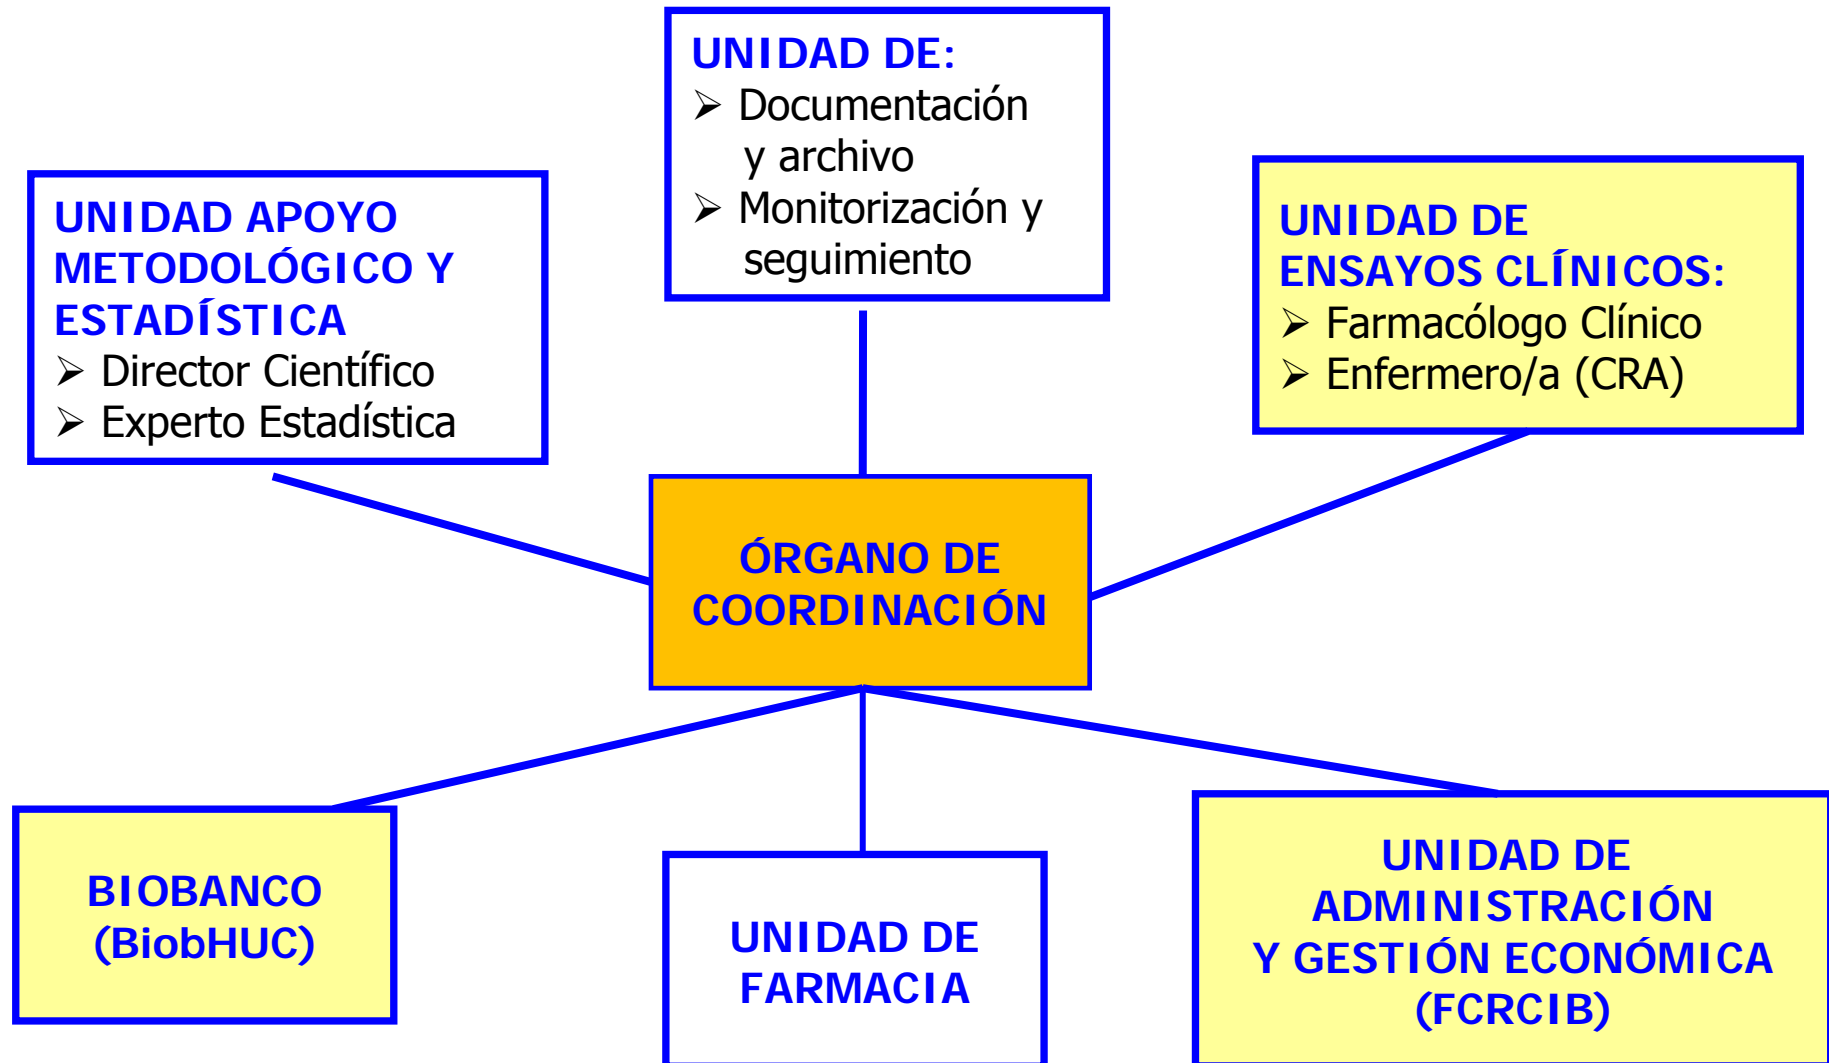 UNIDAD DE:
➢ Documentación
y archivo
➢ Monitorización y
seguimiento
UNIDAD APOYO
METODOLÓGICO Y
ESTADÍSTICA
➢ Director Científico
➢ Experto Estadística
UNIDAD DE
ENSAYOS CLÍNICOS:
➢ Farmacólogo Clínico
➢ Enfermero/a (CRA)
ÓRGANO DE
COORDINACIÓN
BIOBANCO
(BiobHUC)
UNIDAD DE
FARMACIA
UNIDAD DE
ADMINISTRACIÓN
Y GESTIÓN ECONÓMICA
(FCRCIB)